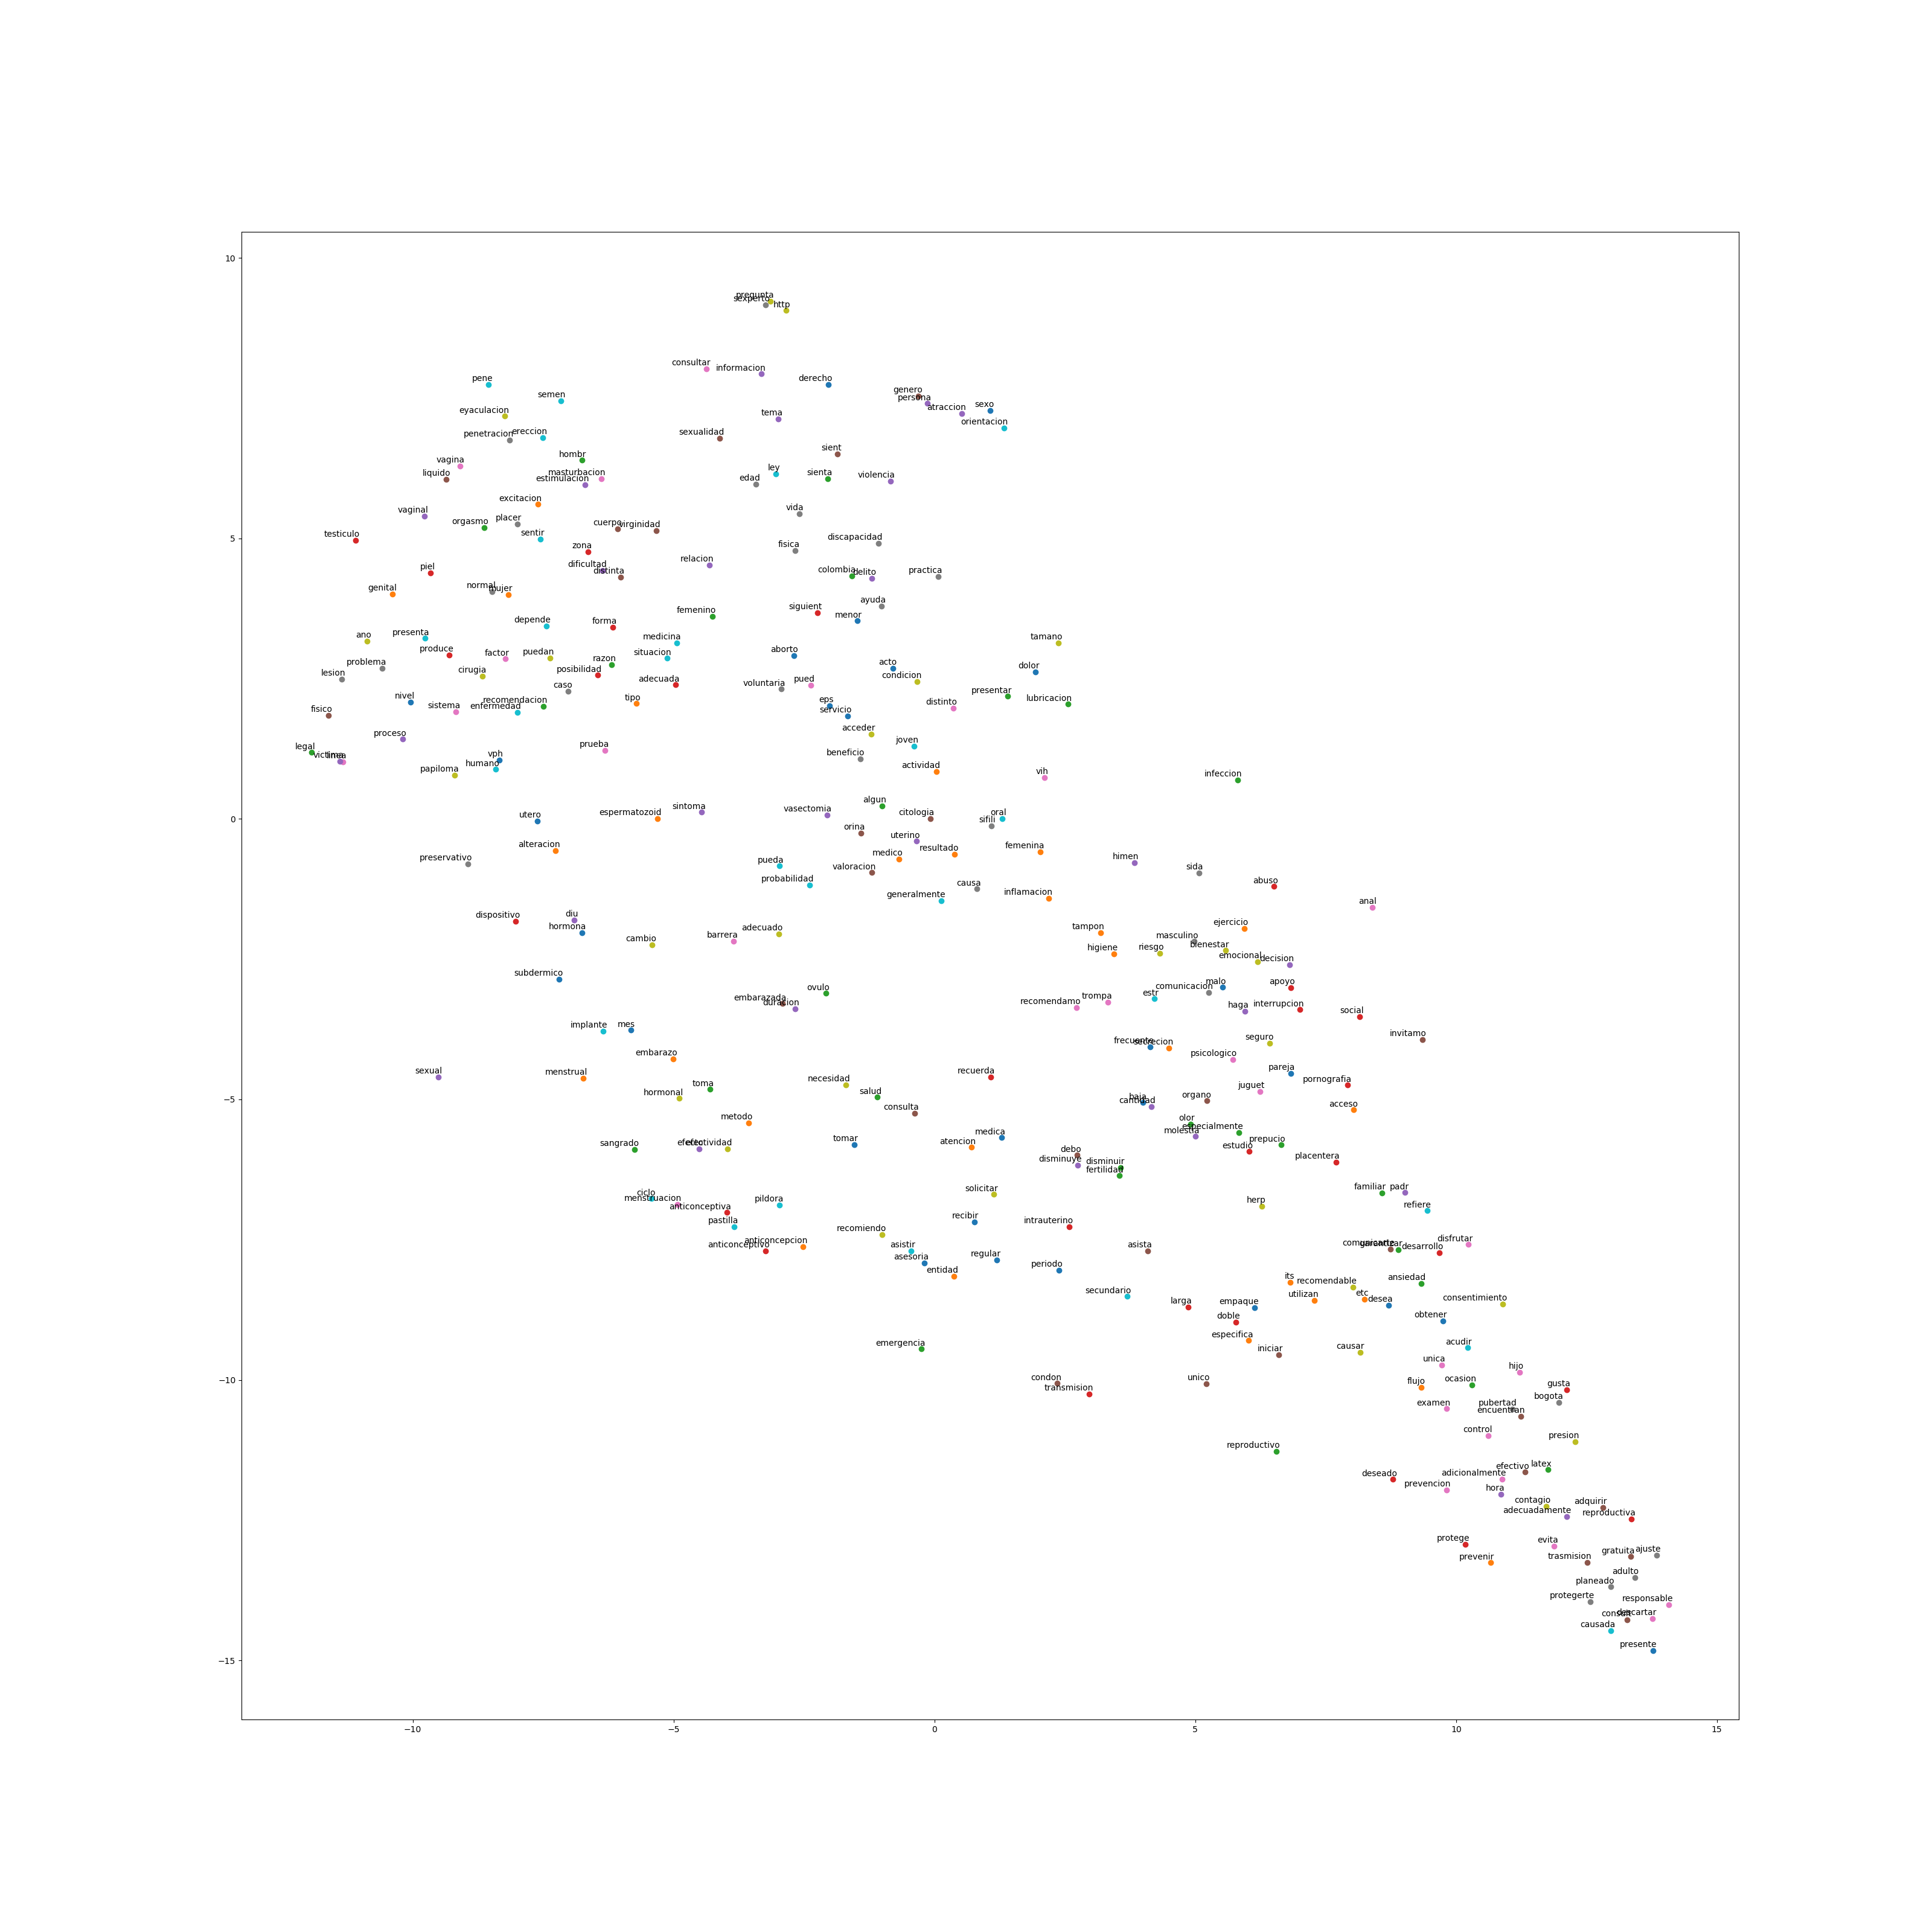 10
pregunta
sexperto
http
consultar
informacion
pene
derecho
semen
genero
persona
atraccion
sexo
eyaculacion
tema
orientacion
penetracion
ereccion
sexualidad
sient
vagina
hombr
liquido
masturbacion
estimulacion
ley
edad
sienta
violencia
excitacion
vaginal
orgasmo
placer
vida
cuerpo
virginidad
testiculo
sentir
5
zona
fisica
discapacidad
relacion
piel
dificultad
distinta
colombia
delito
practica
genital
normal
mujer
femenino
siguient
ayuda
menor
depende
forma
ano
presenta
medicina
tamano
produce
factor
puedan
situacion
aborto
problema
cirugia
razon
posibilidad
acto
dolor
lesion
caso
adecuada
voluntaria
pued
condicion
presentar
nivel
sistema
recomendacion
enfermedad
tipo
eps
servicio
distinto
lubricacion
fisico
proceso
acceder
legal
victima
prueba
beneficio
joven
papiloma
vph
humano
actividad
vih
infeccion
utero
espermatozoid
sintoma
vasectomia
algun
citologia
oral
sifili
0
alteracion
orina
uterino
preservativo
pueda
medico
resultado
femenina
himen
probabilidad
valoracion
causa
sida
abuso
generalmente
inflamacion
anal
dispositivo
diu
hormona
cambio
barrera
adecuado
tampon
ejercicio
higiene
riesgo
masculino
bienestar
emocional
decision
subdermico
embarazada
duracion
ovulo
recomendamo
trompa
estr
comunicacion
malo
apoyo
haga
interrupcion
social
implante
mes
invitamo
embarazo
frecuente
secrecion
seguro
psicologico
sexual
menstrual
hormonal
toma
necesidad
salud
recuerda
pareja
pornografia
juguet
−5
consulta
baja
cantidad
organo
acceso
metodo
olor
molestia
especialmente
sangrado
efecto
efectividad
tomar
atencion
medica
debo
disminuye
disminuir
fertilidad
estudio
prepucio
placentera
ciclo
menstruacion
anticonceptiva
pildora
solicitar
herp
familiar
padr
refiere
pastilla
recibir
intrauterino
anticonceptivo
anticoncepcion
recomiendo
asistir
asesoria
regular
asista
desarrollo
disfrutar
entidad
periodo
its
recomendable
ansiedad
secundario
utilizan
etc
desea
consentimiento
larga
empaque
doble
obtener
emergencia
especifica
iniciar
causar
acudir
unica
hijo
−10
condon
transmision
unico
flujo
ocasion
gusta
bogota
examen
pubertad
encuentran
control
presion
reproductivo
deseado
adicionalmente
efectivo
latex
prevencion
hora
contagio
adecuadamente
adquirir
reproductiva
protege
prevenir
evita
trasmision
gratuita
ajuste
adulto
planeado
protegerte
responsable
descartar
causada
presente
−15
−10
−5
0
5
10
15